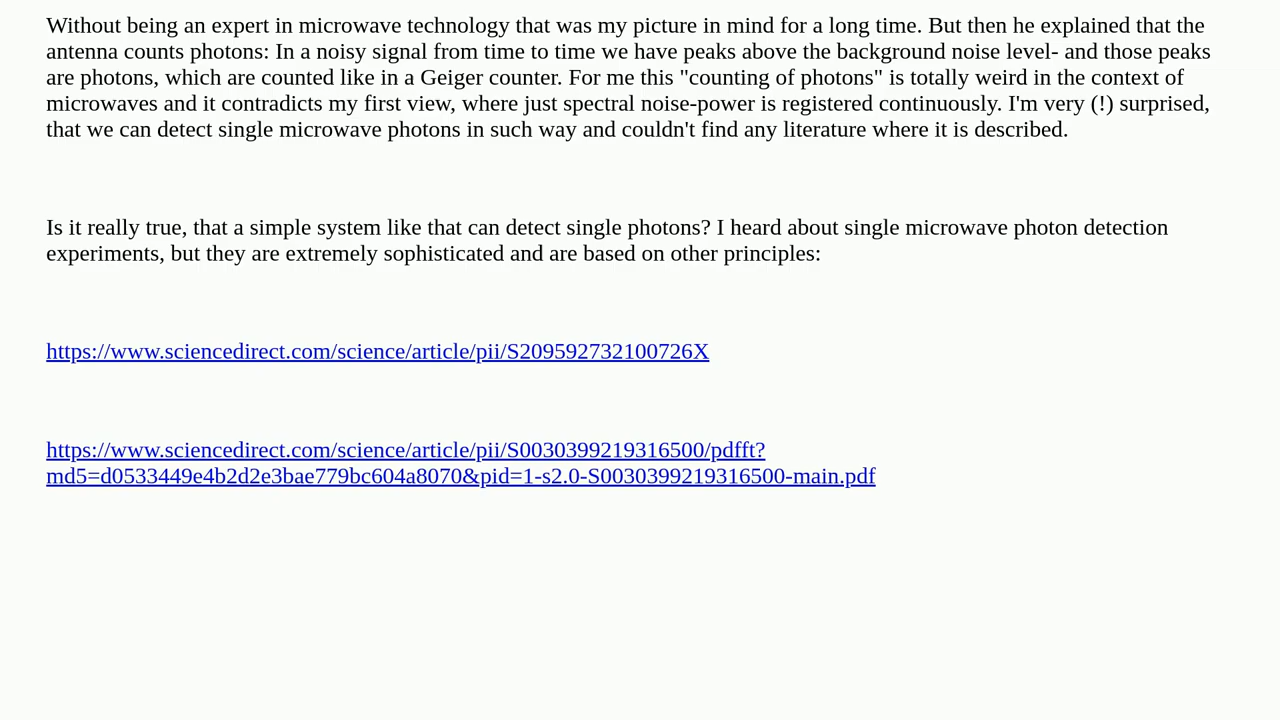 Without being an expert in microwave technology that was my picture in mind for a long time. But then he explained that the
antenna counts photons: In a noisy signal from time to time we have peaks above the background noise level- and those peaks
are photons, which are counted like in a Geiger counter. For me this "counting of photons" is totally weird in the context of
microwaves and it contradicts my first view, where just spectral noise-power is registered continuously. I'm very (!) surprised,
that we can detect single microwave photons in such way and couldn't find any literature where it is described.
Is it really true, that a simple system like that can detect single photons? I heard about single microwave photon detection
experiments, but they are extremely sophisticated and are based on other principles:
https://www.sciencedirect.com/science/article/pii/S209592732100726X
https://www.sciencedirect.com/science/article/pii/S0030399219316500/pdfft?
md5=d0533449e4b2d2e3bae779bc604a8070&pid=1-s2.0-S0030399219316500-main.pdf